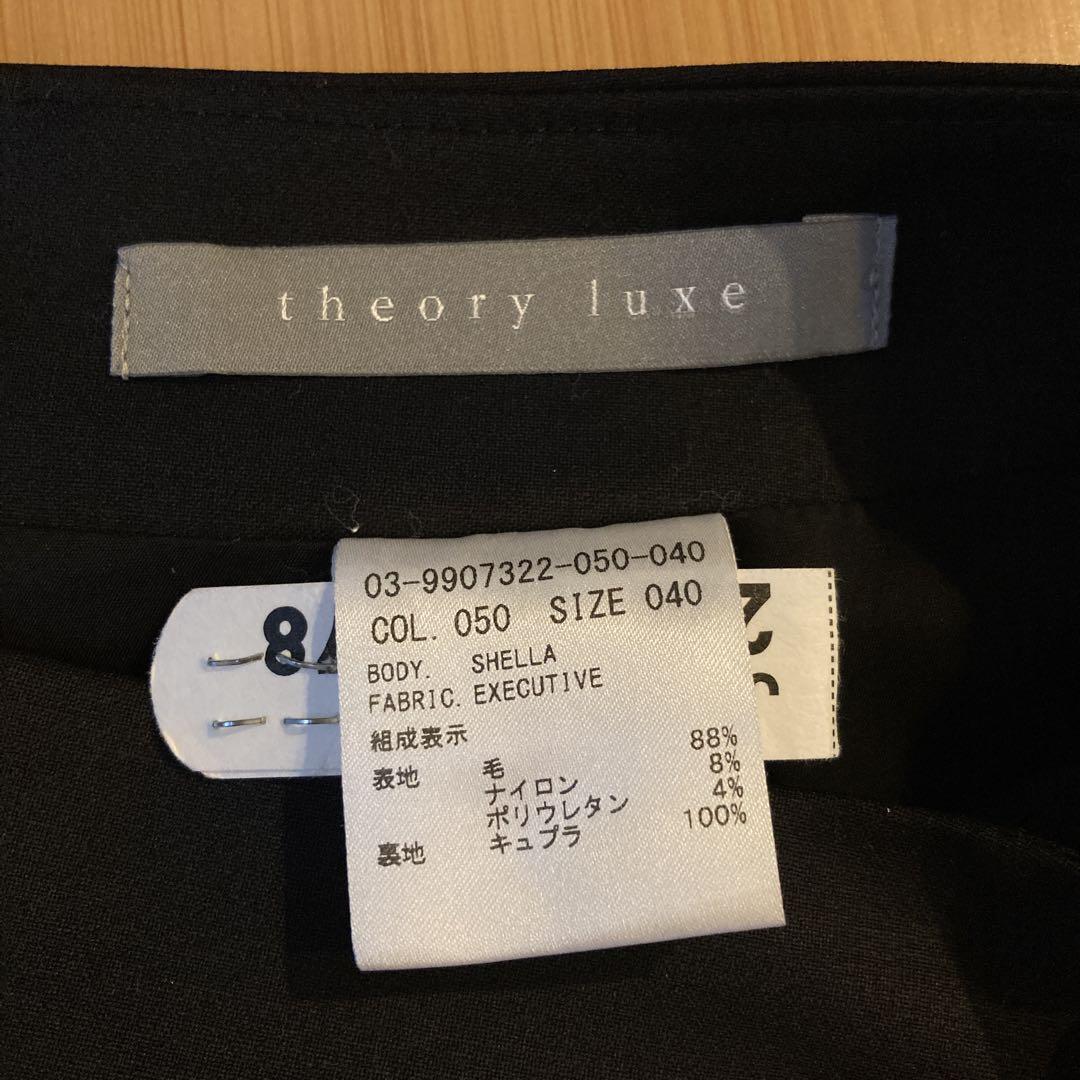 theory luxe
03-9907322-050-040
COL. 050 SIZE 040
BODY. SHELLA
FABRIC. EXECUTIVE
組成表示
表地 毛 88%
ナイロン 8%
ポリウレタン 4%
裏地 キュプラ 100%
8